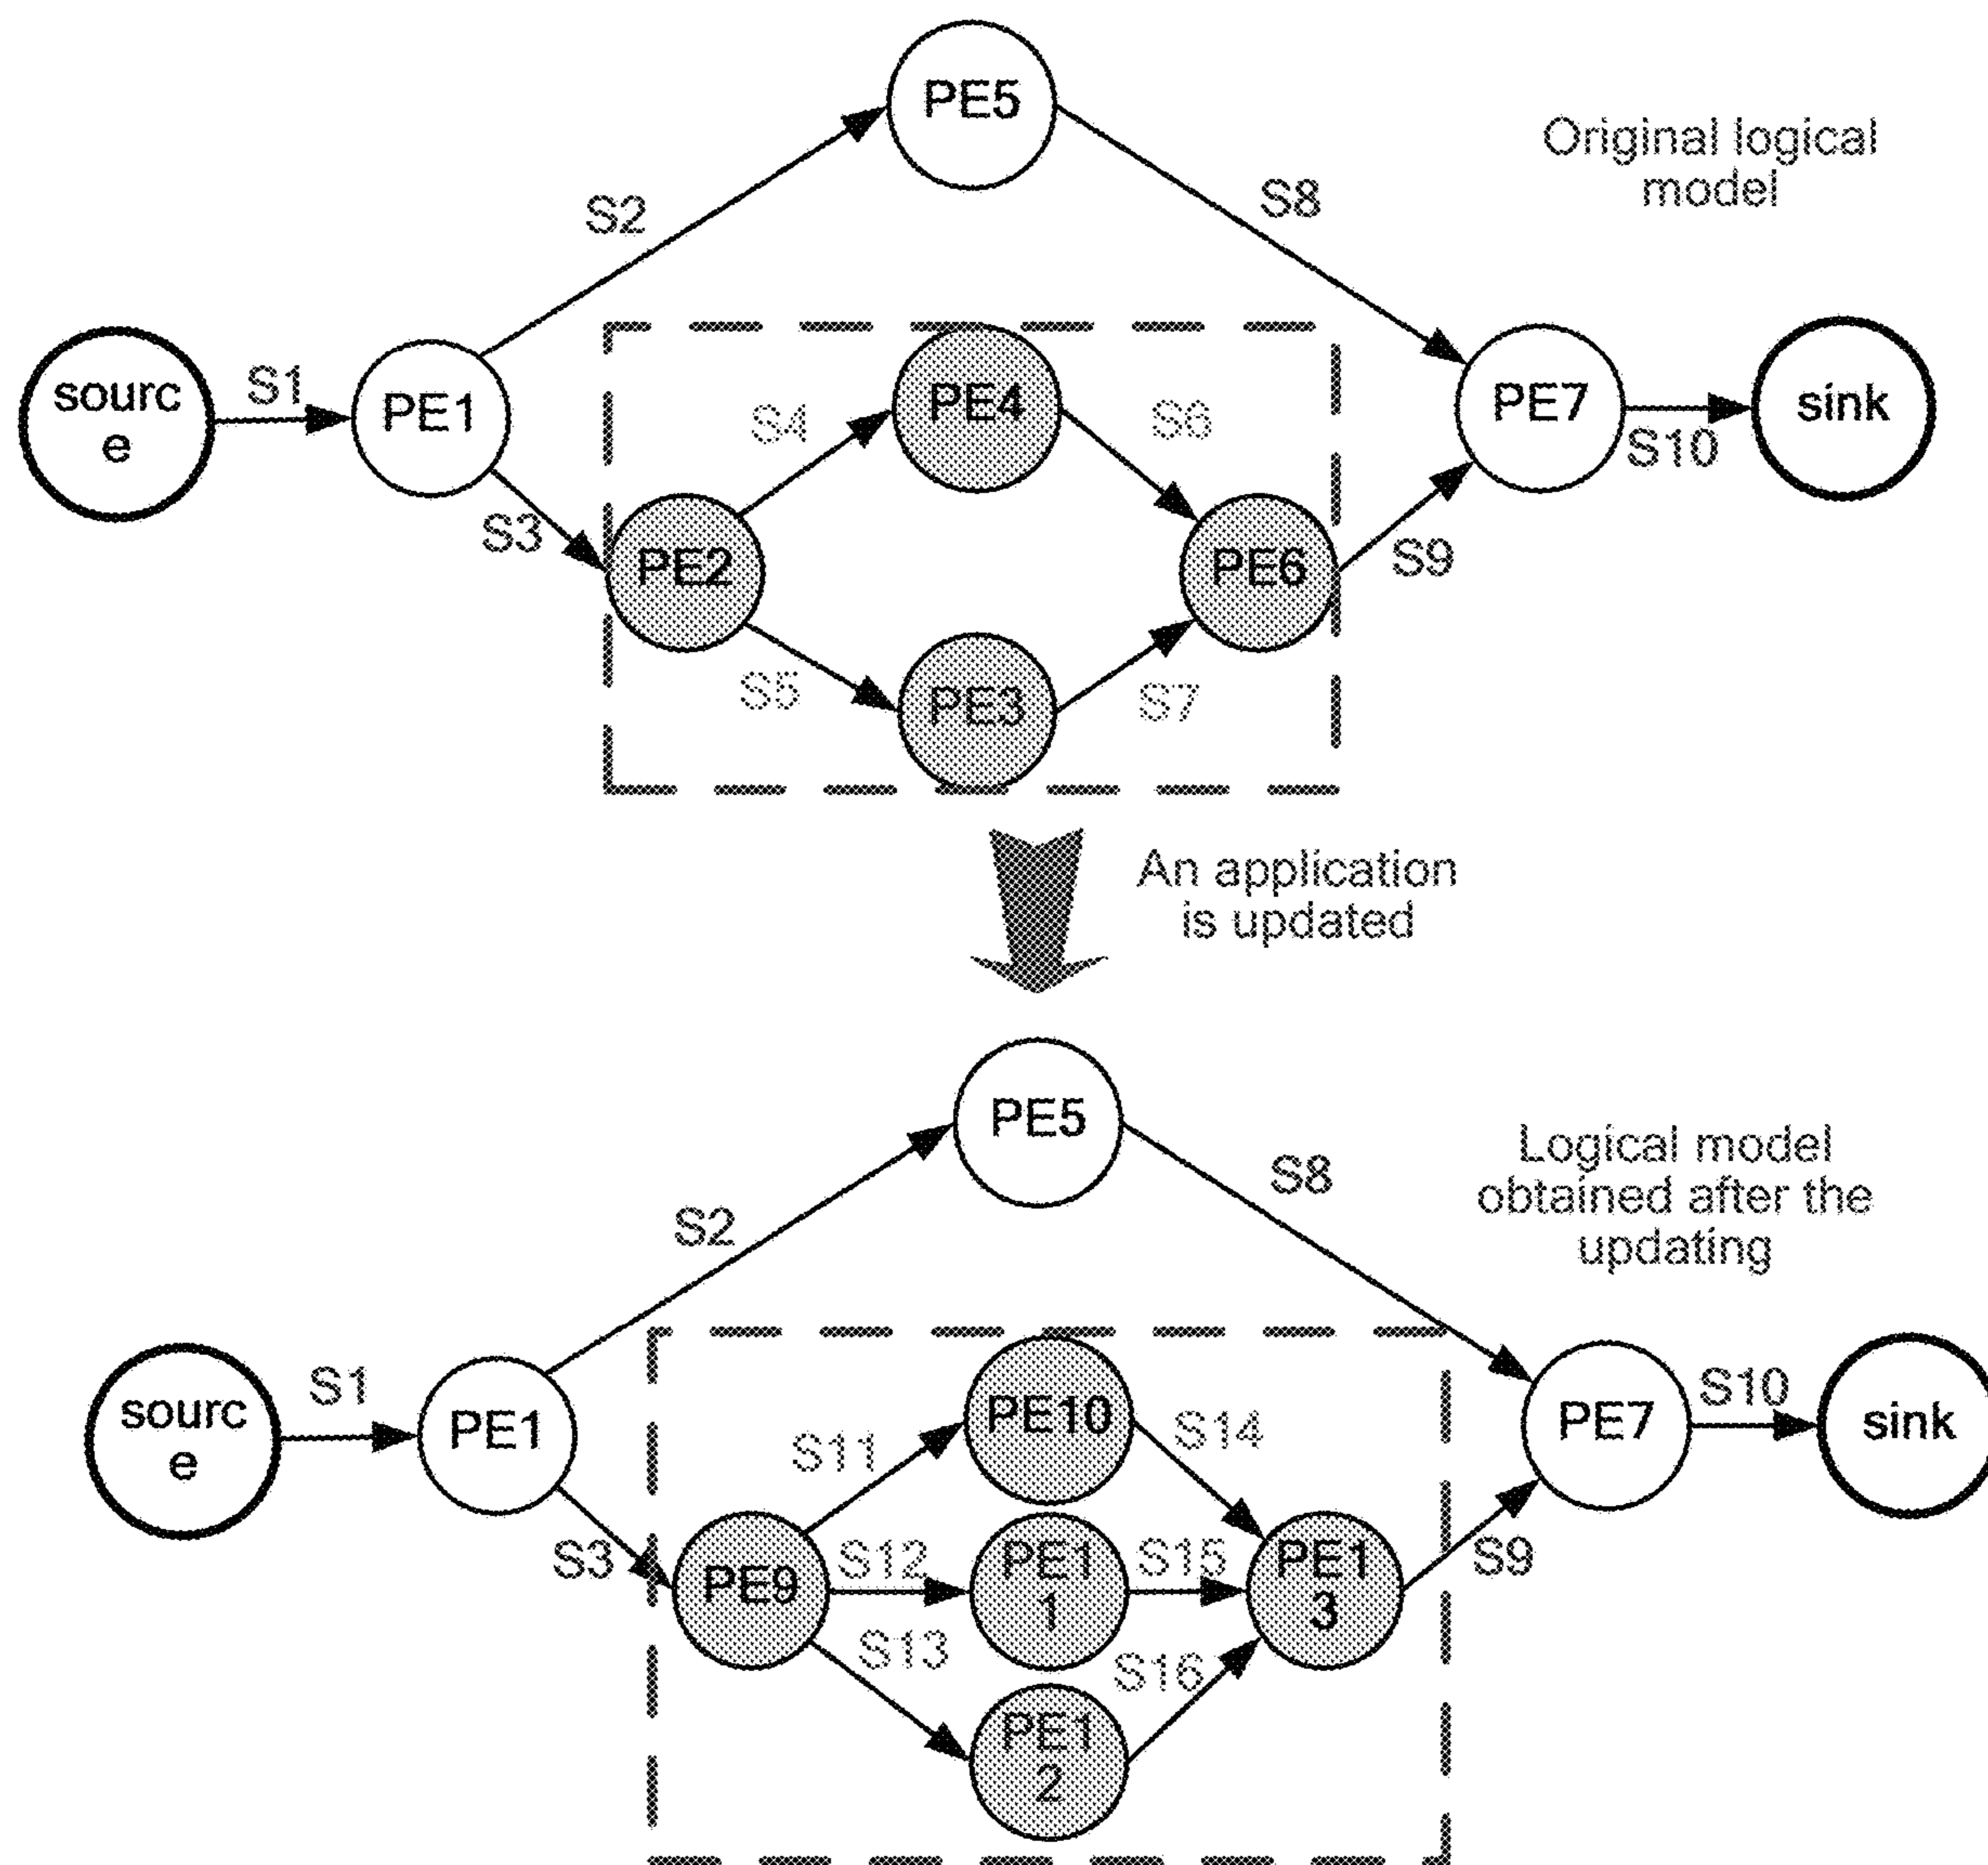 PE5
Original logical
model
S2
S8
sourc
e
S1
PE1
PE4
S4
S6
PE7
S10
sink
S3
PE2
PE6
S9
S5
PE3
S7
An application
is updated
PE5
Logical model
obtained after the
updating
S2
S8
sourc
e
S1
PE1
PE10
S11
S14
PE7
S10
sink
S3
PE9
S12
PE1
1
S15
PE1
3
S9
S13
S16
PE1
2